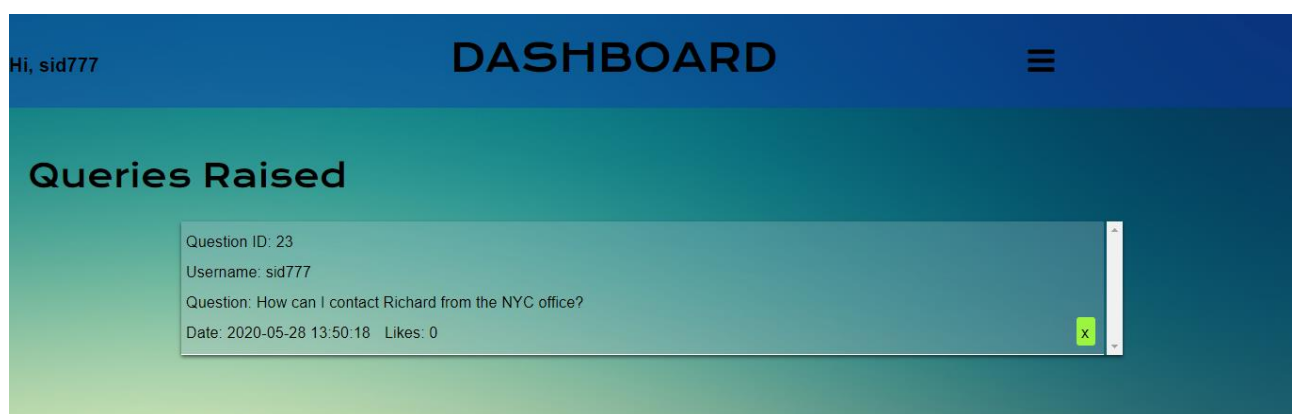 Hi, sid777
DASHBOARD
Queries Raised
Question ID: 23
Username: sid777
Question: How can I contact Richard from the NYC office?
Date: 2020-05-28 13:50:18 Likes: 0
x